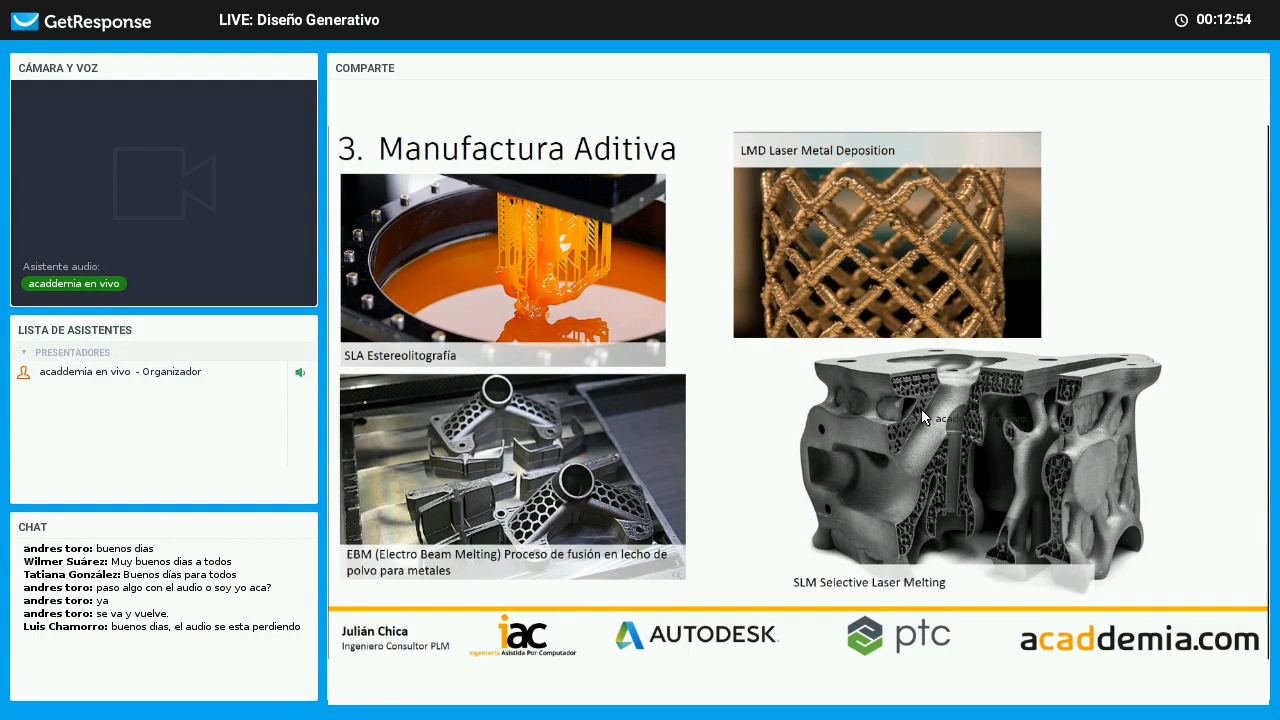 GetResponse
LIVE: Diseño Generativo
00:12:54
CÁMARA Y VOZ
Asistente audio:
acaddemia en vivo
LISTA DE ASISTENTES
PRESENTADORES
acaddemia en vivo - Organizador
CHAT
andres toro: buenos dias
Wilmer Suárez: Muy buenos dias a todos
Tatiana González: Buenos días para todos
andres toro: paso algo con el audio o soy yo aca?
andres toro: ya
andres toro: se va y vuelve.
Luis Chamorro: buenos dias, el audio se esta perdiendo
COMPARTE
3. Manufactura Aditiva
LMD Laser Metal Deposition
SLA Estereolitografía
EBM (Electro Beam Melting) Proceso de fusión en lecho de
polvo para metales
acaddemia en vivo
SLM Selective Laser Melting
Julián Chica
Ingeniero Consultor PLM
iac
Ingeniería Asistida Por Computador
AUTODESK.
ptc
acaddemia.com